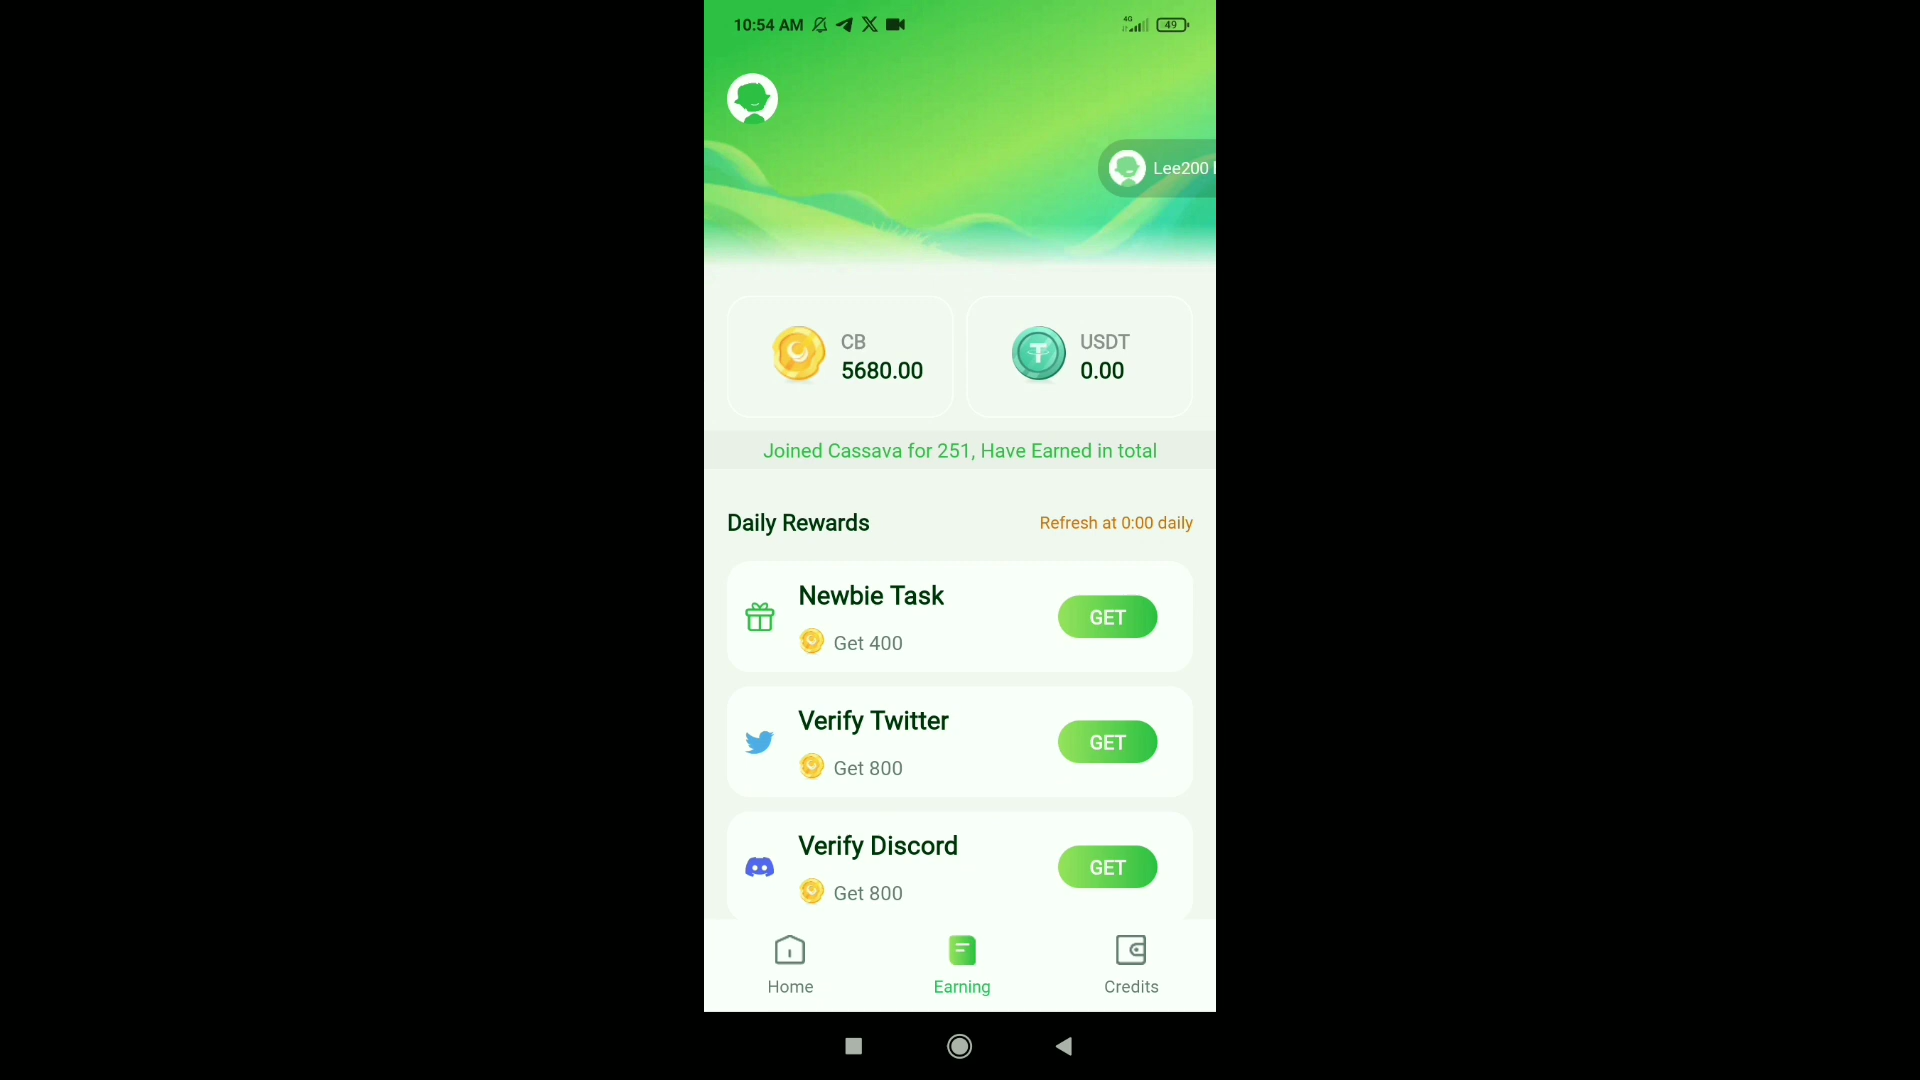 10:54 AM
4G
49
Lee200
CB
5680.00
USDT
0.00
Joined Cassava for 251, Have Earned in total
Daily Rewards
Refresh at 0:00 daily
Newbie Task
Get 400
GET
Verify Twitter
Get 800
GET
Verify Discord
Get 800
GET
Home
Earning
Credits